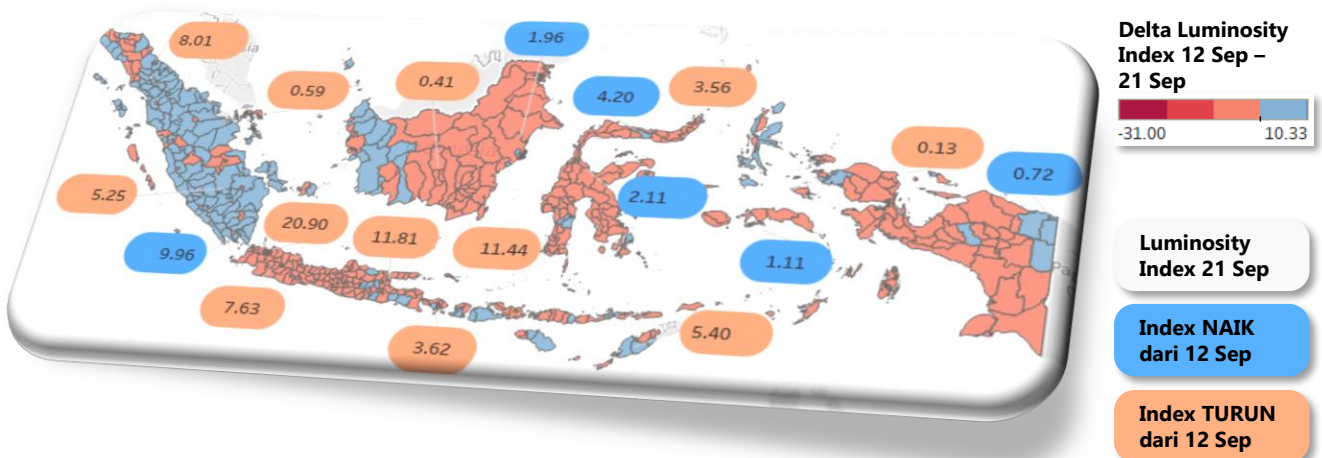 8.01
1.96
0.59
0.41
4.20
3.56
0.13
0.72
5.25
2.11
9.96
20.90
11.81
11.44
1.11
7.63
3.62
5.40
Delta Luminosity
Index 12 Sep –
21 Sep
-31.00 10.33
Luminosity
Index 21 Sep
Index NAIK
dari 12 Sep
Index TURUN
dari 12 Sep